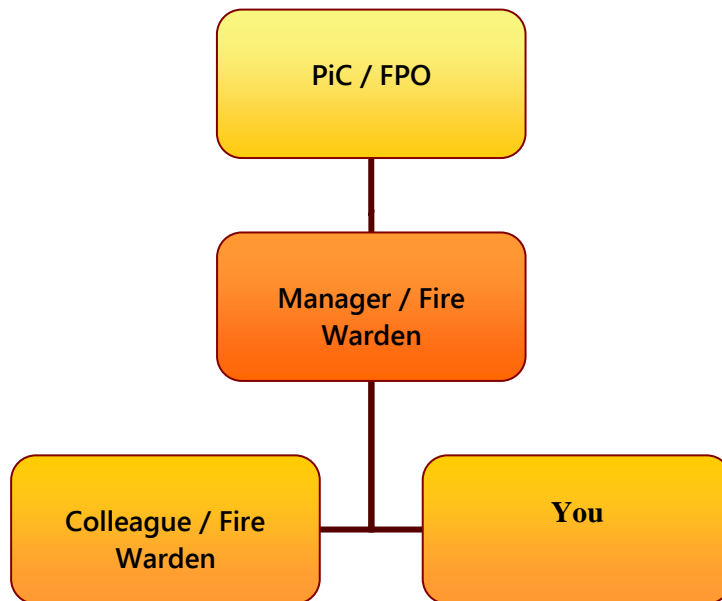 PiC / FPO
Manager / Fire
Warden
Colleague / Fire
Warden
You